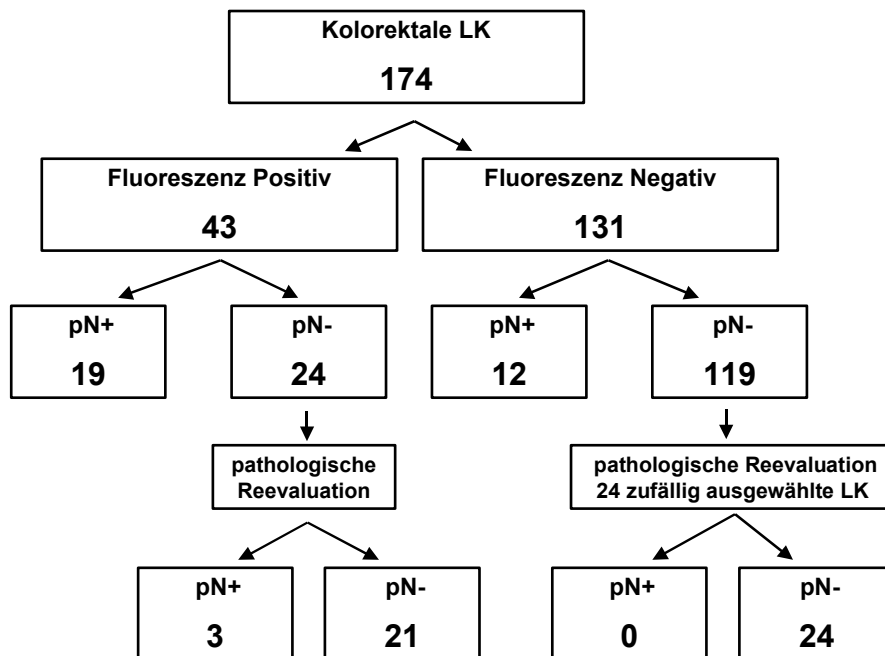 Kolorektale LK
174
Fluoreszenz Positiv
43
Fluoreszenz Negativ
131
pN+
19
pN-
24
pN+
12
pN-
119
pathologische
Reevaluation
pathologische Reevaluation
24 zufällig ausgewählte LK
pN+
3
pN-
21
pN+
0
pN-
24